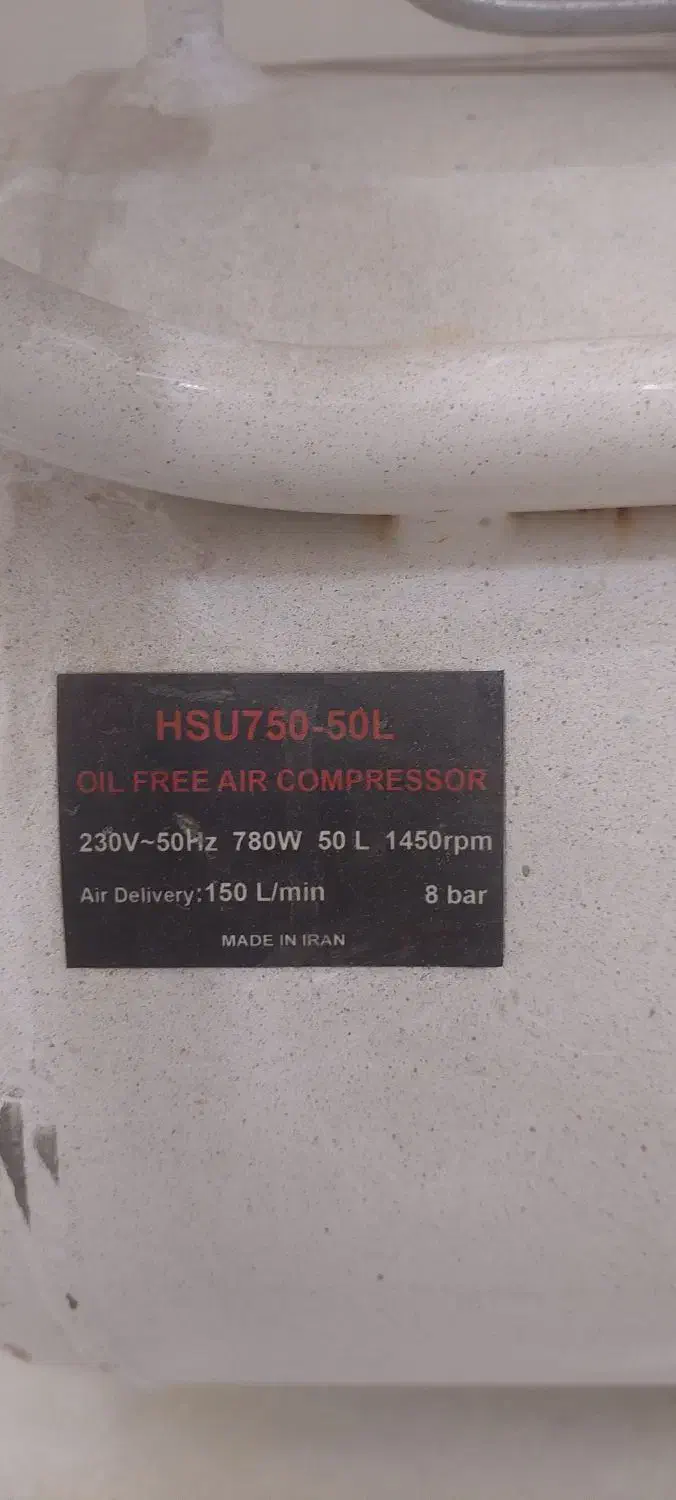 HSU750-50L
OIL FREE AIR COMPRESSOR
230V~50Hz 780W 50 L 1450rpm
Air Delivery:150 L/min 8 bar
MADE IN IRAN